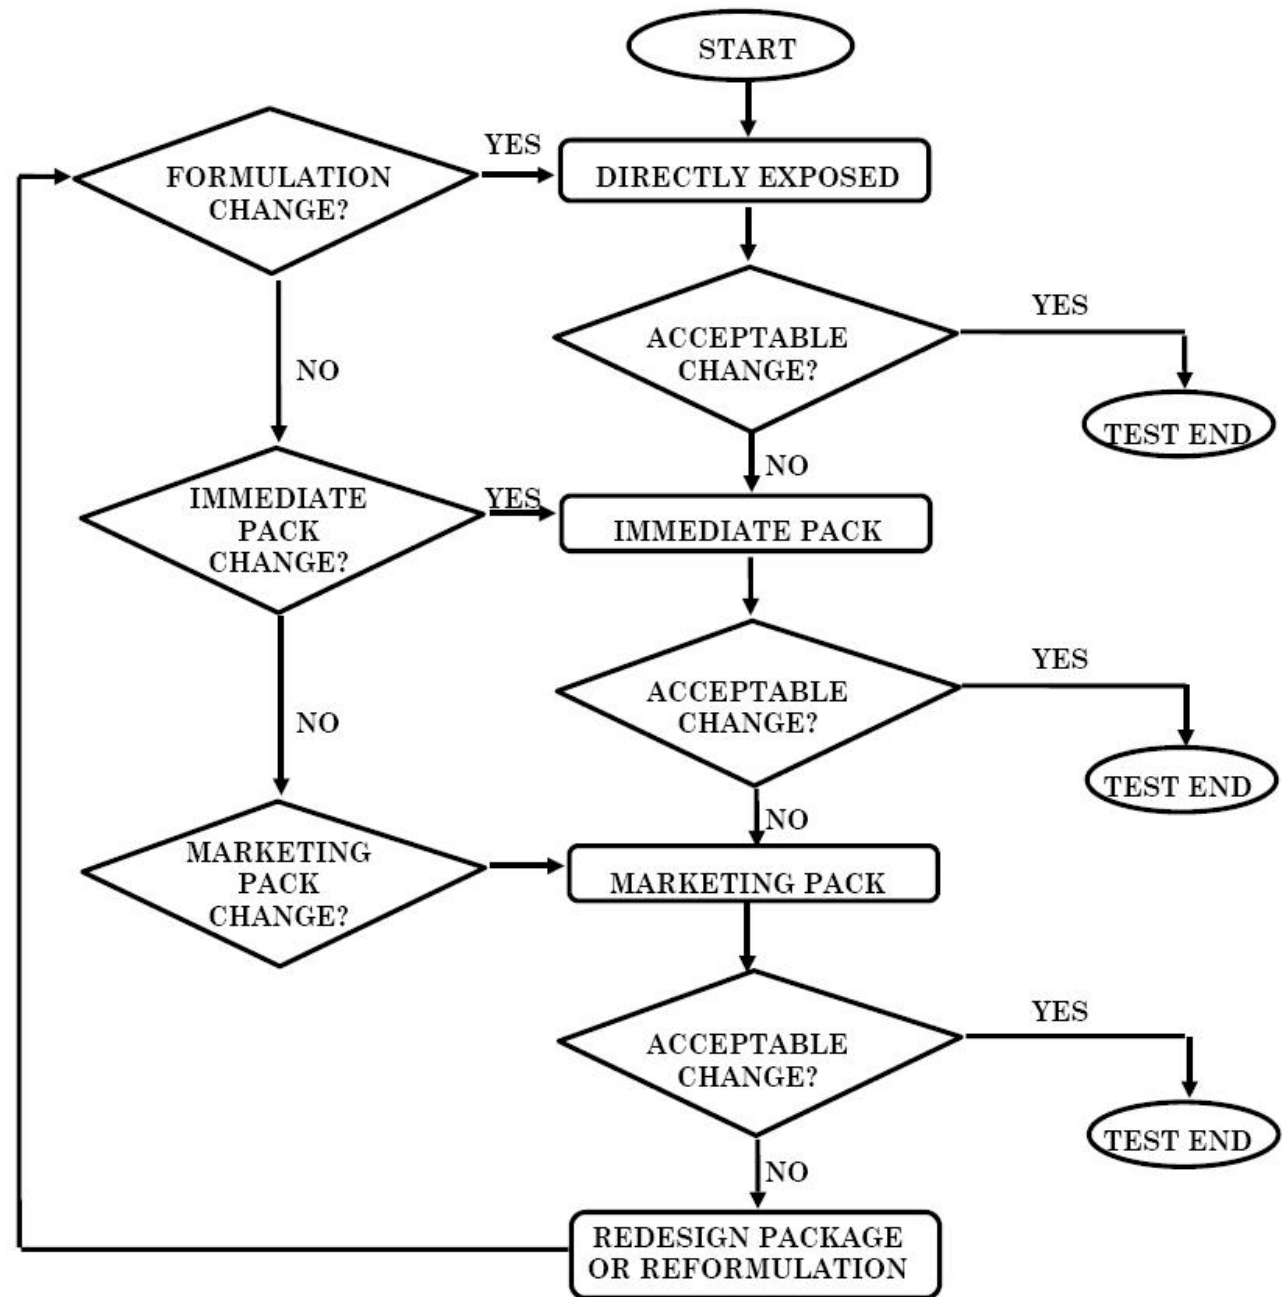 START
YES
FORMULATION
CHANGE?
DIRECTLY EXPOSED
YES
ACCEPTABLE
CHANGE?
NO
TEST END
NO
IMMEDIATE
PACK
CHANGE?
YES
IMMEDIATE PACK
YES
ACCEPTABLE
CHANGE?
NO
TEST END
NO
MARKETING
PACK
CHANGE?
MARKETING PACK
YES
ACCEPTABLE
CHANGE?
TEST END
NO
REDESIGN PACKAGE
OR REFORMULATION